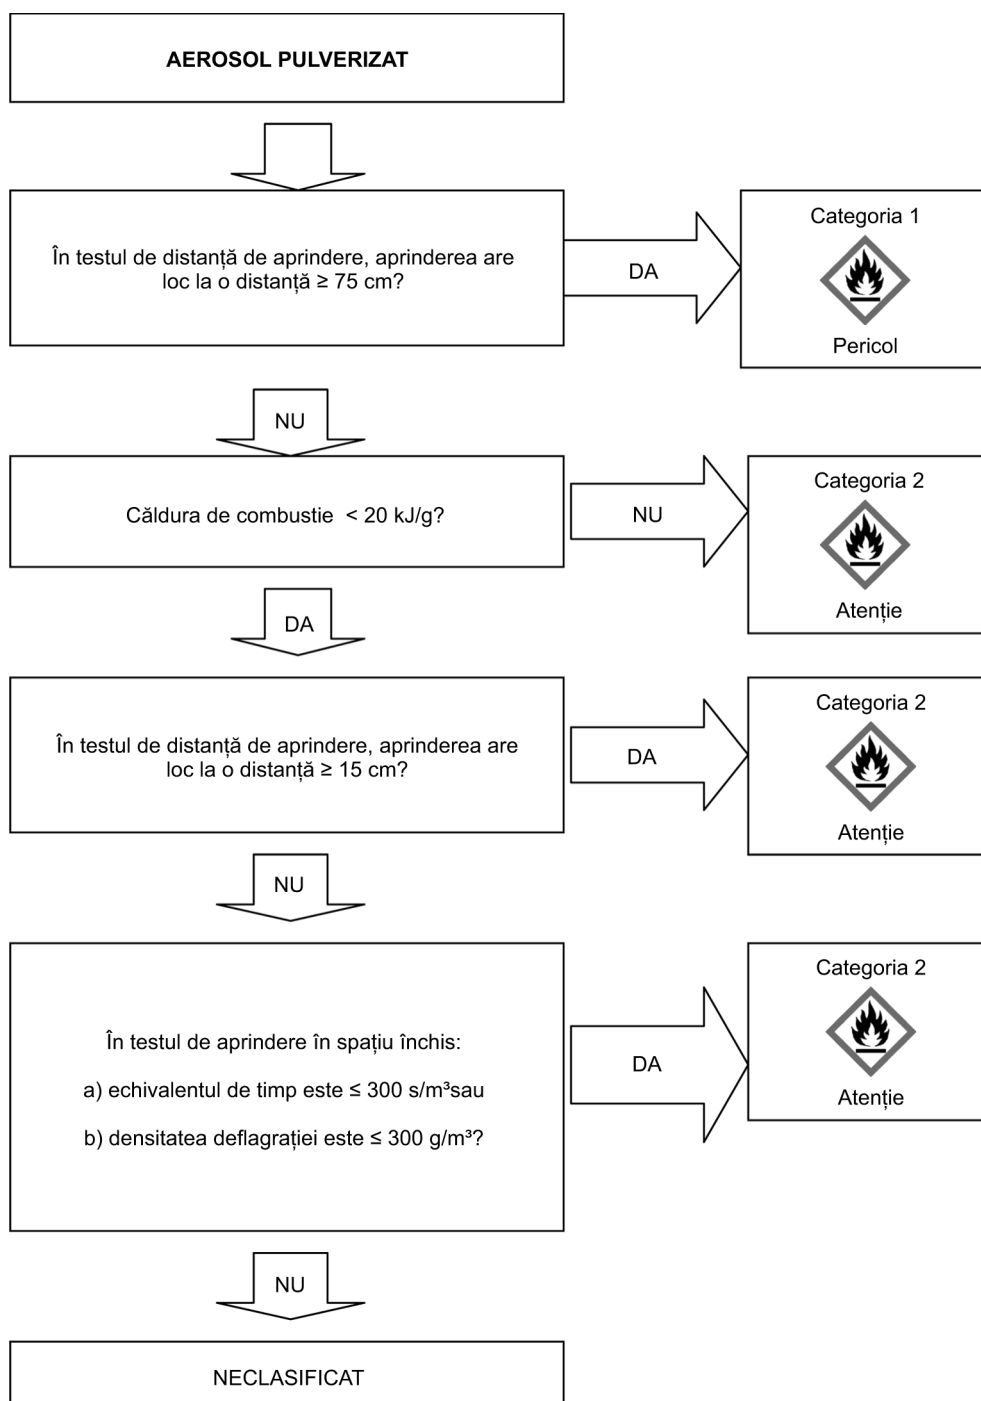 AEROSOL PULVERIZAT
În testul de distanță de aprindere, aprinderea are
loc la o distanță ≥ 75 cm?
DA
Categoria 1
Pericol
NU
Căldura de combustie < 20 kJ/g?
NU
Categoria 2
Atenție
DA
În testul de distanță de aprindere, aprinderea are
loc la o distanță ≥ 15 cm?
DA
Categoria 2
Atenție
NU
În testul de aprindere în spațiu închis:
a) echivalentul de timp este ≤ 300 s/m³sau
b) densitatea deflagrației este ≤ 300 g/m³?
DA
Categoria 2
Atenție
NU
NECLASIFICAT